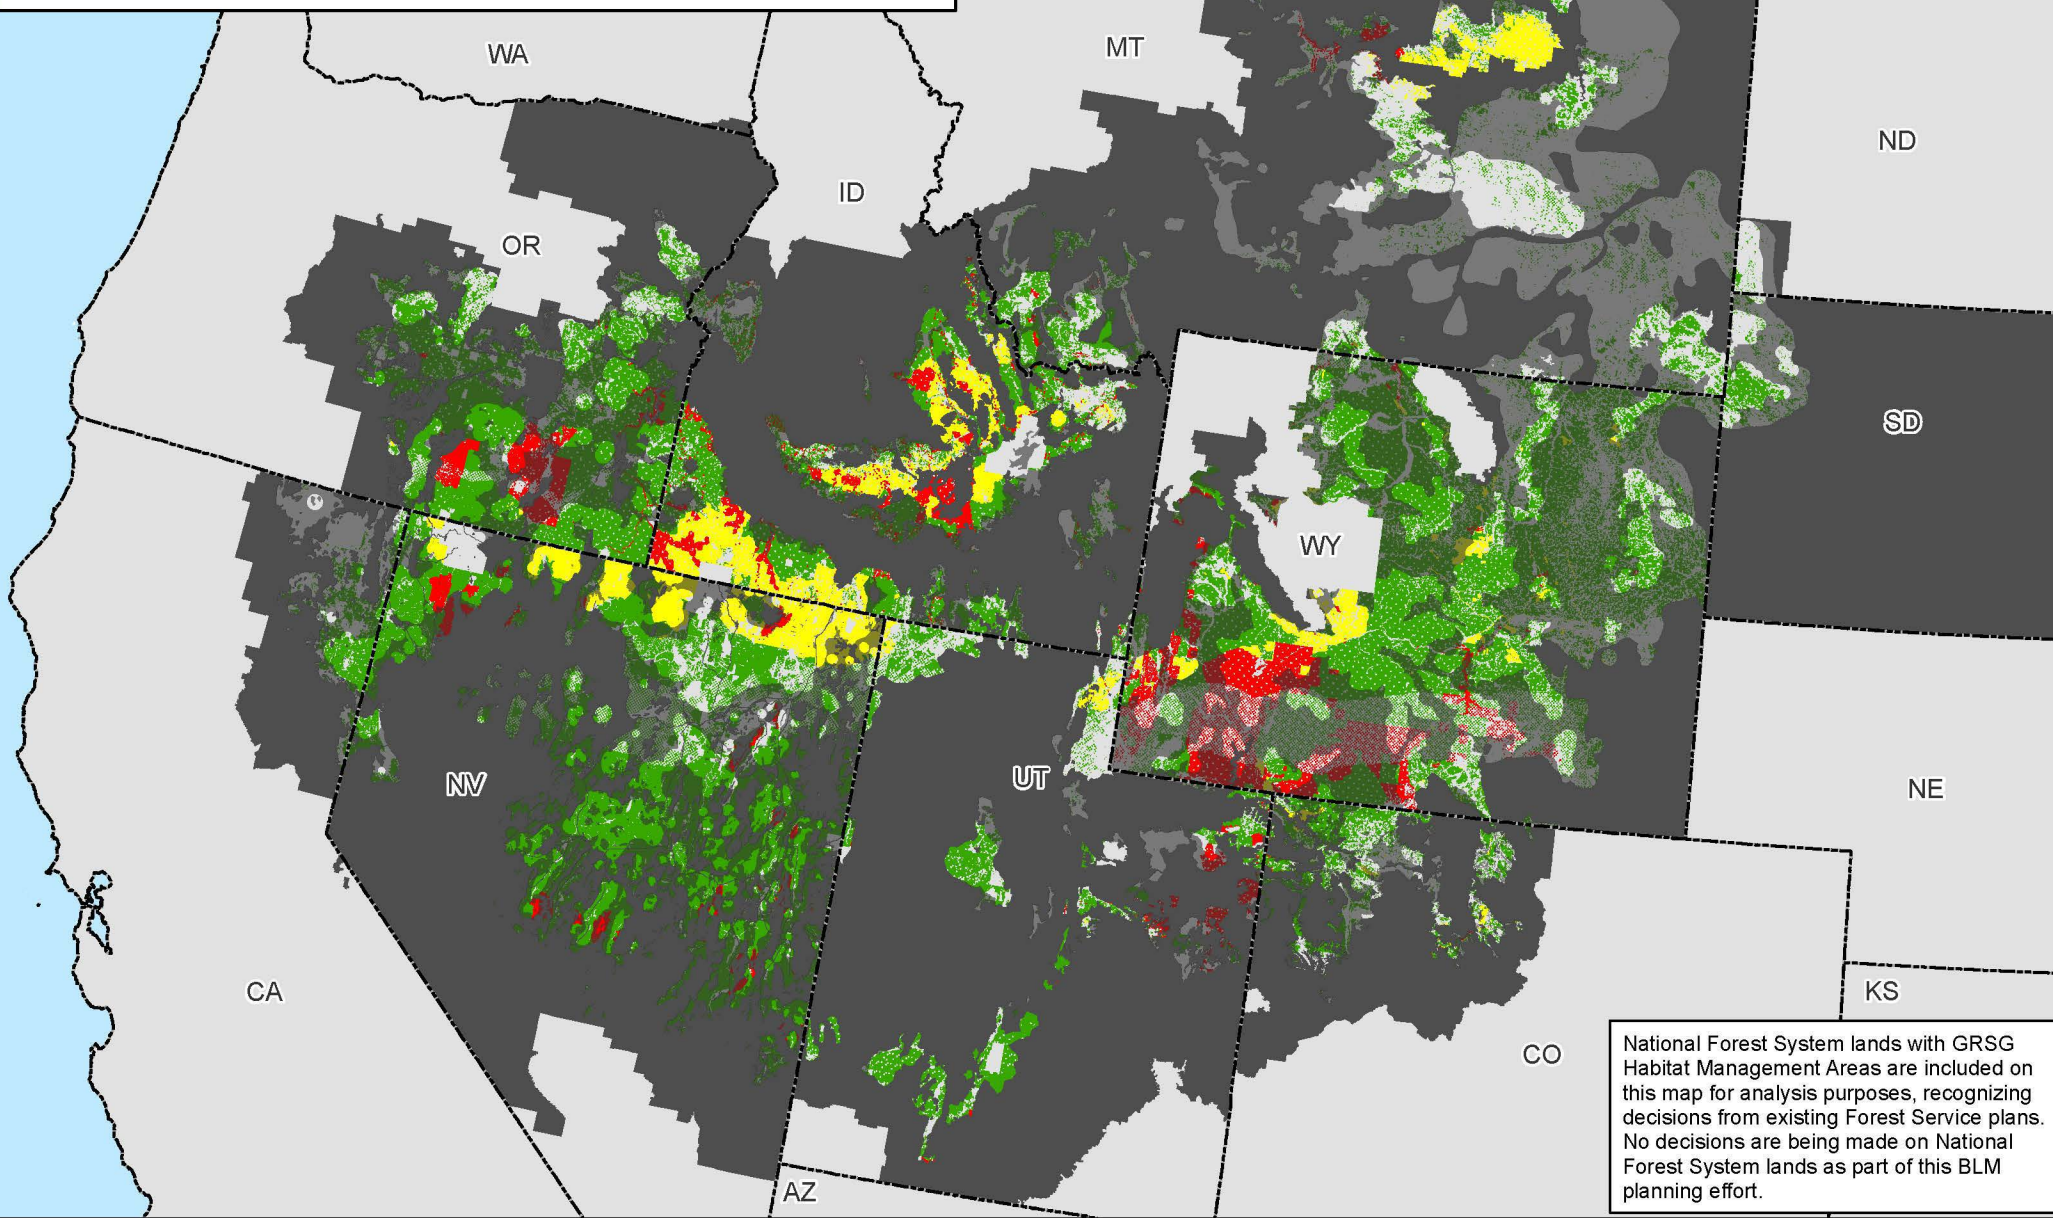 WA
MT
ND
ID
OR
SD
WY
NV
UT
NE
CA
KS
CO
AZ
National Forest System lands with GRSG
Habitat Management Areas are included on
this map for analysis purposes, recognizing
decisions from existing Forest Service plans.
No decisions are being made on National
Forest System lands as part of this BLM
planning effort.